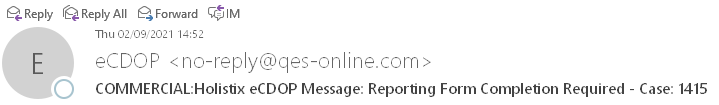 Reply Reply All Forward IM
Thu 02/09/2021 14:52
E
eCDOP <no-reply@qes-online.com>
COMMERCIAL:Holistix eCDOP Message: Reporting Form Completion Required - Case: 1415